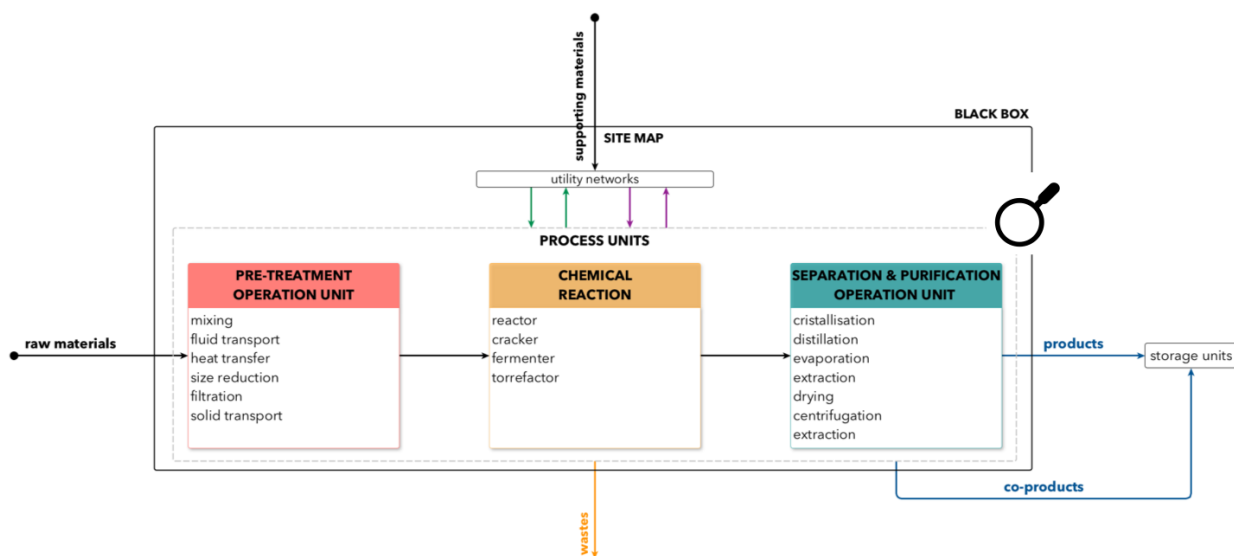 supporting materials
BLACK BOX
SITE MAP
utility networks
PROCESS UNITS
PRE-TREATMENT
OPERATION UNIT
mixing
fluid transport
heat transfer
size reduction
filtration
solid transport
CHEMICAL
REACTION
reactor
cracker
fermenter
torrefactor
SEPARATION & PURIFICATION
OPERATION UNIT
cristallisation
distillation
evaporation
extraction
drying
centrifugation
extraction
raw materials
products
storage units
co-products
wastes